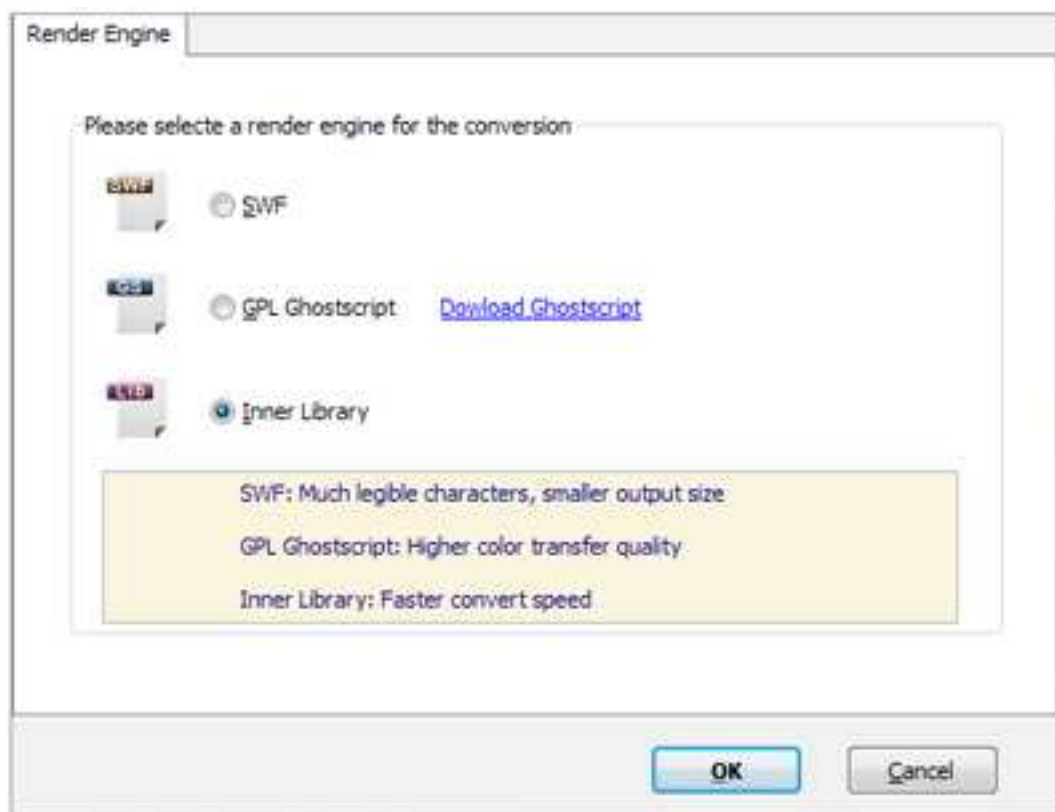 Render Engine
Please selecte a render engine for the conversion
SWF
SWF
GS
GPL Ghostscript Dowload Ghostscript
Lib
Inner Library
SWF: Much legible characters, smaller output size
GPL Ghostscript: Higher color transfer quality
Inner Library: Faster convert speed
OK Cancel